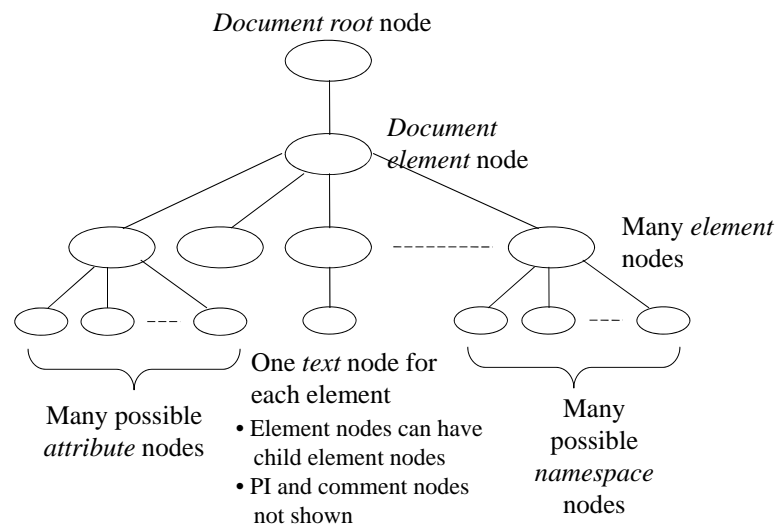 Document root node
Document
element node
Many element
nodes
One text node for
each element
• Element nodes can have
child element nodes
• PI and comment nodes
not shown
Many possible
attribute nodes
Many
possible
namespace
nodes